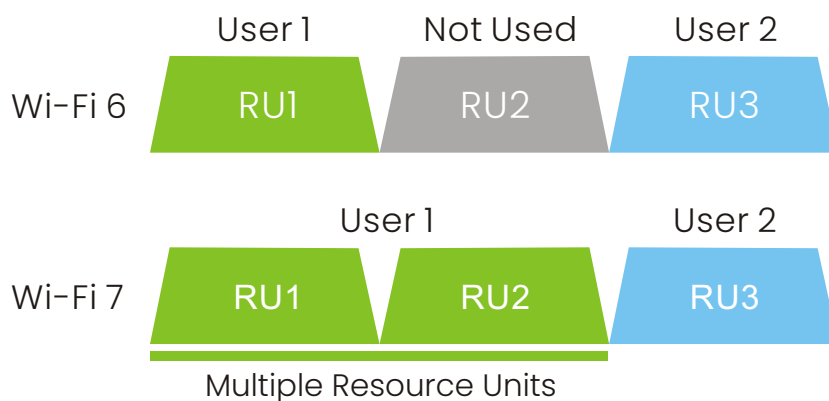 User 1 Not Used User 2
Wi-Fi 6 RU1 RU2 RU3
User 1 User 2
Wi-Fi 7 RU1 RU2 RU3
Multiple Resource Units